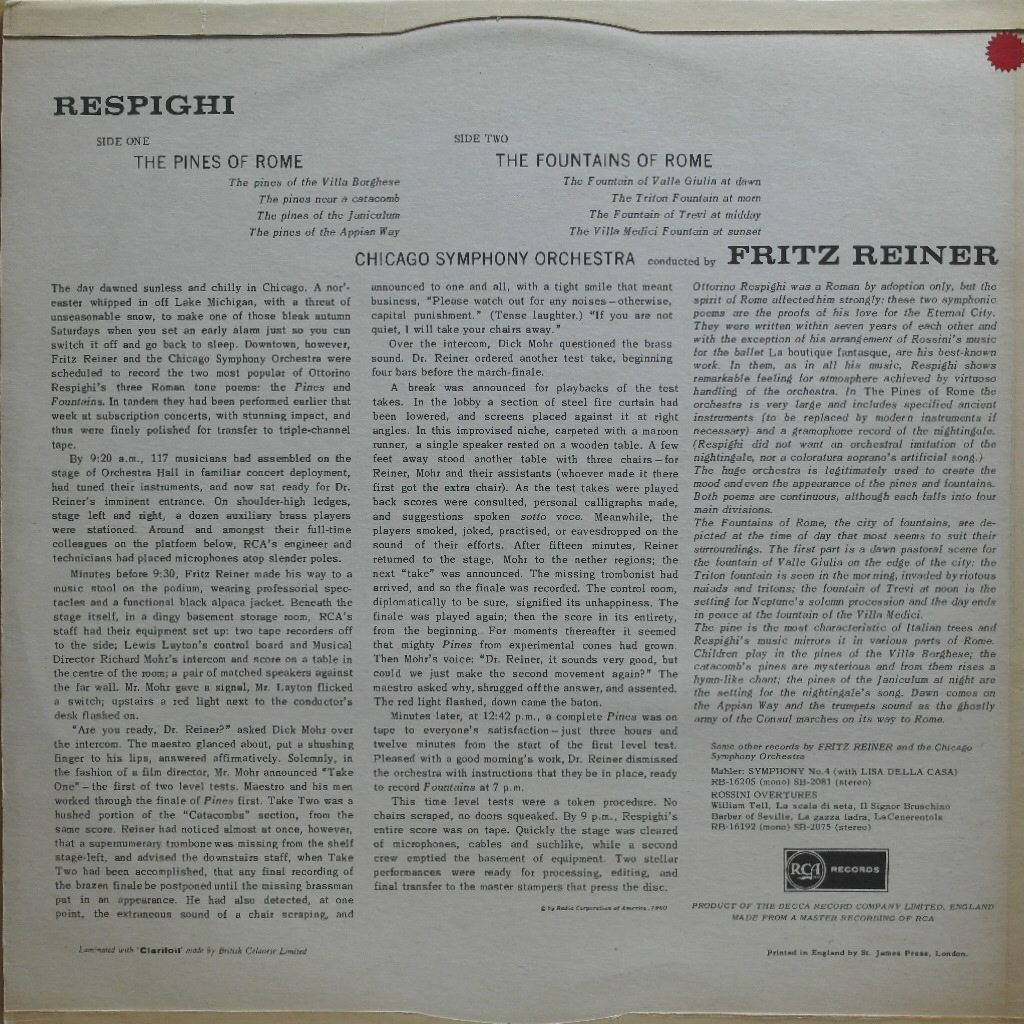 RESPIGHI
SIDE ONE
THE PINES OF ROME
The pines of the Villa Borghese
The pines near a catacomb
The pines of the Janiculum
The pines of the Appian Way
SIDE TWO
THE FOUNTAINS OF ROME
The Fountain of Valle Giulia at dawn
The Triton Fountain at morn
The Fountain of Trevi at midday
The Villa Medici Fountain at sunset
CHICAGO SYMPHONY ORCHESTRA conducted by FRITZ REINER
The day dawned sunless and chilly in Chicago. A nor'-
easter whipped in off Lake Michigan, with a threat of
unseasonable snow, to make one of those bleak autumn
Saturdays when you set an early alarm just so you can
switch it off and go back to sleep. Downtown, however,
Fritz Reiner and the Chicago Symphony Orchestra were
scheduled to record the two most popular of Ottorino
Respighi's three Roman tone poems: the Pines and
Fountains. In tandem they had been performed earlier that
week at subscription concerts, with stunning impact, and
thus were finely polished for transfer to triple-channel
tape.
By 9:20 a.m., 117 musicians had assembled on the
stage of Orchestra Hall in familiar concert deployment,
had tuned their instruments, and now sat ready for Dr.
Reiner's imminent entrance. On shoulder-high ledges,
stage left and right, a dozen auxiliary brass players
were stationed. Around and amongst their full-time
colleagues on the platform below, RCA's engineer and
technicians had placed microphones atop slender poles.
Minutes before 9:30, Fritz Reiner made his way to a
music stool on the podium, wearing professorial spec-
tacles and a functional black alpaca jacket. Beneath the
stage itself, in a dingy basement storage room, RCA's
staff had their equipment set up: two tape recorders off
to the side; Lewis Layton's control board and Musical
Director Richard Mohr's intercom and score on a table in
the centre of the room; a pair of matched speakers against
the far wall. Mr. Mohr gave a signal, Mr. Layton flicked
a switch; upstairs a red light next to the conductor's
desk flashed on.
"Are you ready, Dr. Reiner?" asked Dick Mohr over
the intercom. The maestro glanced about, put a shushing
finger to his lips, answered affirmatively. Solemnly, in
the fashion of a film director, Mr. Mohr announced "Take
One"—the first of two level tests. Maestro and his men
worked through the finale of Pines first. Take Two was a
hushed portion of the "Catacombs" section, from the
same score. Reiner had noticed almost at once, however,
that a supernumerary trombone was missing from the shelf
stage-left, and advised the downstairs staff, when Take
Two had been accomplished, that any final recording of
the brazen finale be postponed until the missing brassman
put in an appearance. He had also detected, at one
point, the extraneous sound of a chair scraping, and
announced to one and all, with a tight smile that meant
business, "Please watch out for any noises—otherwise,
capital punishment." (Tense laughter.) "If you are not
quiet, I will take your chairs away."
Over the intercom, Dick Mohr questioned the brass
sound. Dr. Reiner ordered another test take, beginning
four bars before the march-finale.
A break was announced for playbacks of the test
takes. In the lobby a section of steel fire curtain had
been lowered, and screens placed against it at right
angles. In this improvised niche, carpeted with a maroon
runner, a single speaker rested on a wooden table. A few
feet away stood another table with three chairs—for
Reiner, Mohr and their assistants (whoever made it there
first got the extra chair). As the test takes were played
back scores were consulted, personal calligraphs made,
and suggestions spoken sotto voce. Meanwhile, the
players smoked, joked, practised, or eavesdropped on the
sound of their efforts. After fifteen minutes, Reiner
returned to the stage, Mohr to the nether regions; the
next "take" was announced. The missing trombonist had
arrived, and so the finale was recorded. The control room,
diplomatically to be sure, signified its unhappiness. The
finale was played again; then the score in its entirety,
from the beginning. For moments thereafter it seemed
that mighty Pines from experimental cones had grown.
Then Mohr's voice: "Dr. Reiner, it sounds very good, but
could we just make the second movement again?" The
maestro asked why, shrugged off the answer, and assented.
The red light flashed, down came the baton.
Minutes later, at 12:42 p.m., a complete Pines was on
tape to everyone's satisfaction—just three hours and
twelve minutes from the start of the first level test.
Pleased with a good morning's work, Dr. Reiner dismissed
the orchestra with instructions that they be in place, ready
to record Fountains at 7 p.m.
This time level tests were a token procedure. No
chairs scraped, no doors squeaked. By 9 p.m., Respighi's
entire score was on tape. Quickly the stage was cleared
of microphones, cables and suchlike, while a second
crew emptied the basement of equipment. Two stellar
performances were ready for processing, editing, and
final transfer to the master stampers that press the disc.
© by Radio Corporation of America, 1960
Ottorino Respighi was a Roman by adoption only, but the
spirit of Rome affected him strongly: these two symphonic
poems are the proofs of his love for the Eternal City.
They were written within seven years of each other and
with the exception of his arrangement of Rossini's music
for the ballet La boutique fantasque, are his best-known
work. In them, as in all his music, Respighi shows
remarkable feeling for atmosphere achieved by virtuoso
handling of the orchestra. In The Pines of Rome the
orchestra is very large and includes specified ancient
instruments (to be replaced by modern instruments if
necessary) and a gramophone record of the nightingale.
(Respighi did not want an orchestral imitation of the
nightingale, nor a coloratura soprano's artificial song.)
The huge orchestra is legitimately used to create the
mood and even the appearance of the pines and fountains.
Both poems are continuous, although each falls into four
main divisions.
The Fountains of Rome, the city of fountains, are de-
picted at the time of day that most seems to suit their
surroundings. The first part is a dawn pastoral scene for
the fountain of Valle Giulia on the edge of the city: the
Triton fountain is seen in the morning, invaded by riotous
naiads and tritons; the fountain of Trevi at noon is the
setting for Neptune's solemn procession and the day ends
in peace at the fountain of the Villa Medici.
The pine is the most characteristic of Italian trees and
Respighi's music mirrors it in various parts of Rome.
Children play in the pines of the Villa Borghese; the
catacomb's pines are mysterious and from them rises a
hymn-like chant; the pines of the Janiculum at night are
the setting for the nightingale's song. Dawn comes on
the Appian Way and the trumpets sound as the ghostly
army of the Consul marches on its way to Rome.
Some other records by FRITZ REINER and the Chicago
Symphony Orchestra
Mahler: SYMPHONY No.4 (with LISA DELLA CASA)
RB-16205 (mono) SB-2081 (stereo)
ROSSINI OVERTURES
William Tell, La scala di seta, Il Signor Bruschino
Barber of Seville, La gazza ladra, La Cenerentola
RB-16192 (mono) SB-2075 (stereo)
RCA RECORDS
PRODUCT OF THE DECCA RECORD COMPANY LIMITED, ENGLAND
MADE FROM A MASTER RECORDING OF RCA
Laminated with 'Clarifoil' made by British Celanese Limited
Printed in England by St. James Press, London.